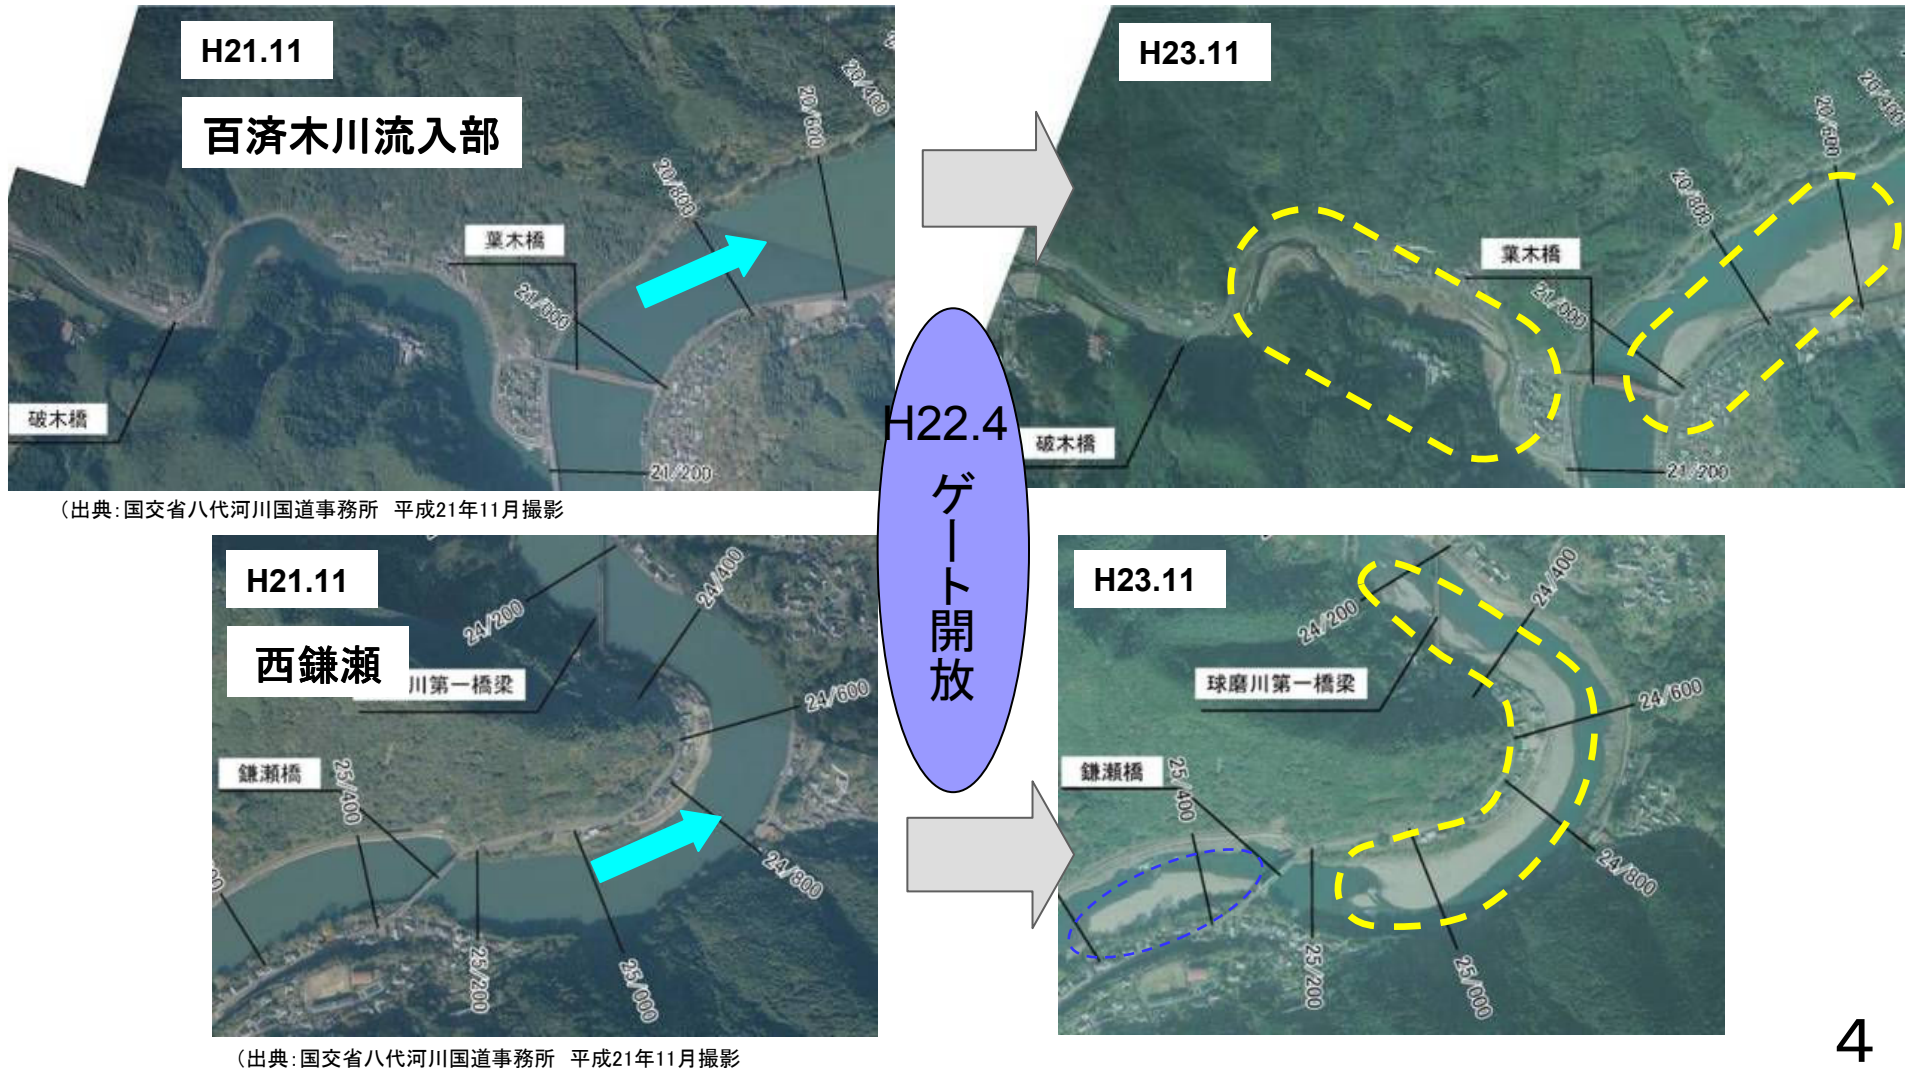 H21.11
百済木川流入部
葉木橋
破木橋
20/400
20/600
20/800
21/000
21/200
(出典:国交省八代河川国道事務所 平成21年11月撮影
H23.11
葉木橋
破木橋
20/400
20/600
20/800
21/000
21/200
H22.4
ゲート開放
H21.11
西鎌瀬
川第一橋梁
鎌瀬橋
24/200
24/400
24/600
24/800
25/000
25/200
25/400
(出典:国交省八代河川国道事務所 平成21年11月撮影
H23.11
球磨川第一橋梁
鎌瀬橋
24/200
24/400
24/600
24/800
25/000
25/200
25/400
4